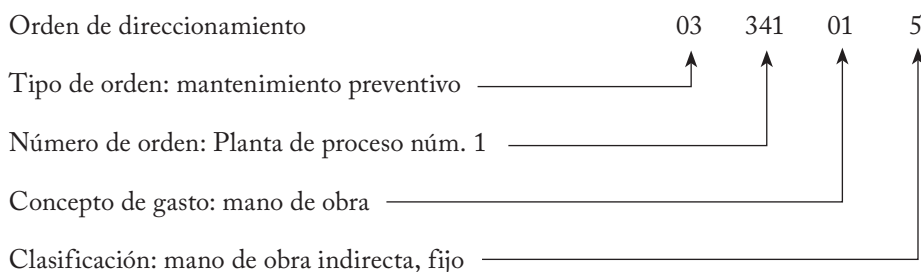 Orden de direccionamiento 03 341 01 5
Tipo de orden: mantenimiento preventivo
Número de orden: Planta de proceso núm. 1
Concepto de gasto: mano de obra
Clasificación: mano de obra indirecta, fijo